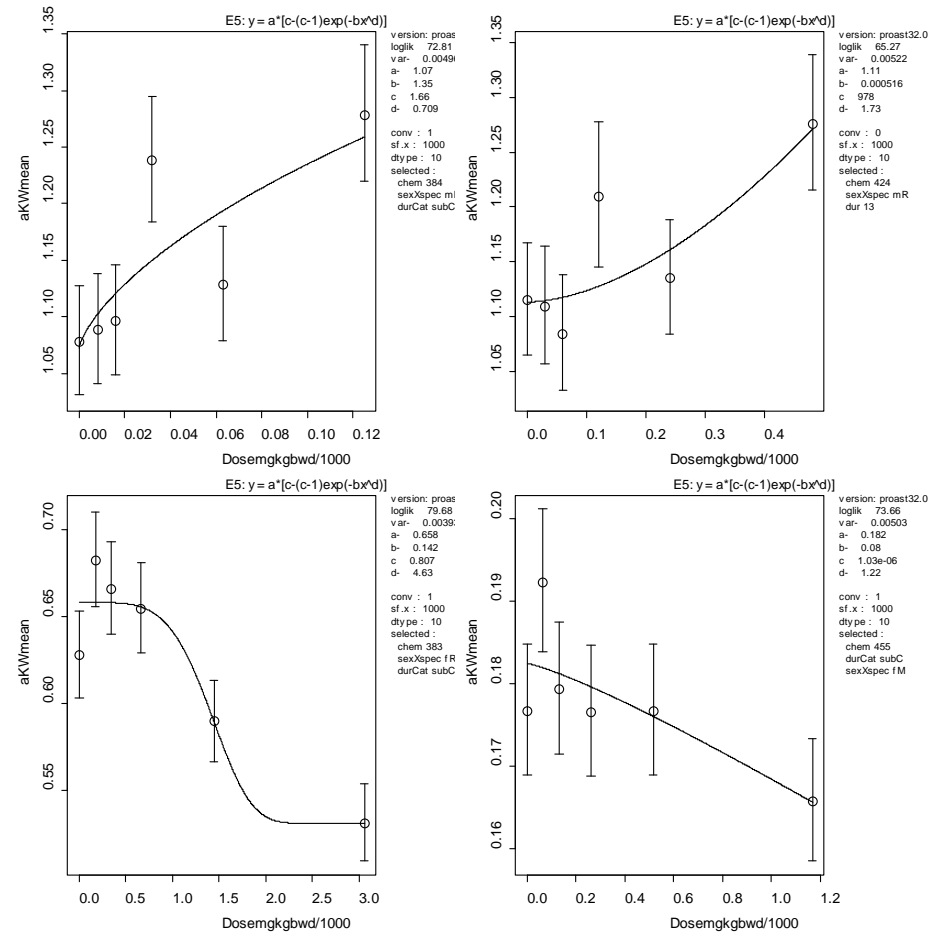 E5: y = a*[c-(c-1)exp(-bx^d)]
version: proast32.0
loglik 72.81
var- 0.0049
a- 1.07
b- 1.35
c 1.66
d- 0.709
conv : 1
sf.x : 1000
dtype : 10
selected :
chem 384
sexXspec m
durCat subC
aKWmean
1.05 1.10 1.15 1.20 1.25 1.30 1.35
0.00 0.02 0.04 0.06 0.08 0.10 0.12
Dosemgkgbwd/1000
E5: y = a*[c-(c-1)exp(-bx^d)]
version: proast32.0
loglik 65.27
var- 0.00522
a- 1.11
b- 0.000516
c 978
d- 1.73
conv : 0
sf.x : 1000
dtype : 10
selected :
chem 424
sexXspec mR
dur 13
aKWmean
1.05 1.10 1.15 1.20 1.25 1.30 1.35
0.0 0.1 0.2 0.3 0.4
Dosemgkgbwd/1000
E5: y = a*[c-(c-1)exp(-bx^d)]
version: proas
loglik 79.68
var- 0.0039
a- 0.658
b- 0.142
c 0.807
d- 4.63
conv : 1
sf.x : 1000
dtype : 10
selected :
chem 383
sexXspec fR
durCat subC
aKWmean
0.55 0.60 0.65 0.70
0.0 0.5 1.0 1.5 2.0 2.5 3.0
Dosemgkgbwd/1000
E5: y = a*[c-(c-1)exp(-bx^d)]
version: proast32.0
loglik 73.66
var- 0.00503
a- 0.182
b- 0.08
c 1.03e-06
d- 1.22
conv : 1
sf.x : 1000
dtype : 10
selected :
chem 455
durCat subC
sexXspec fM
aKWmean
0.16 0.17 0.18 0.19 0.20
0.0 0.2 0.4 0.6 0.8 1.0 1.2
Dosemgkgbwd/1000